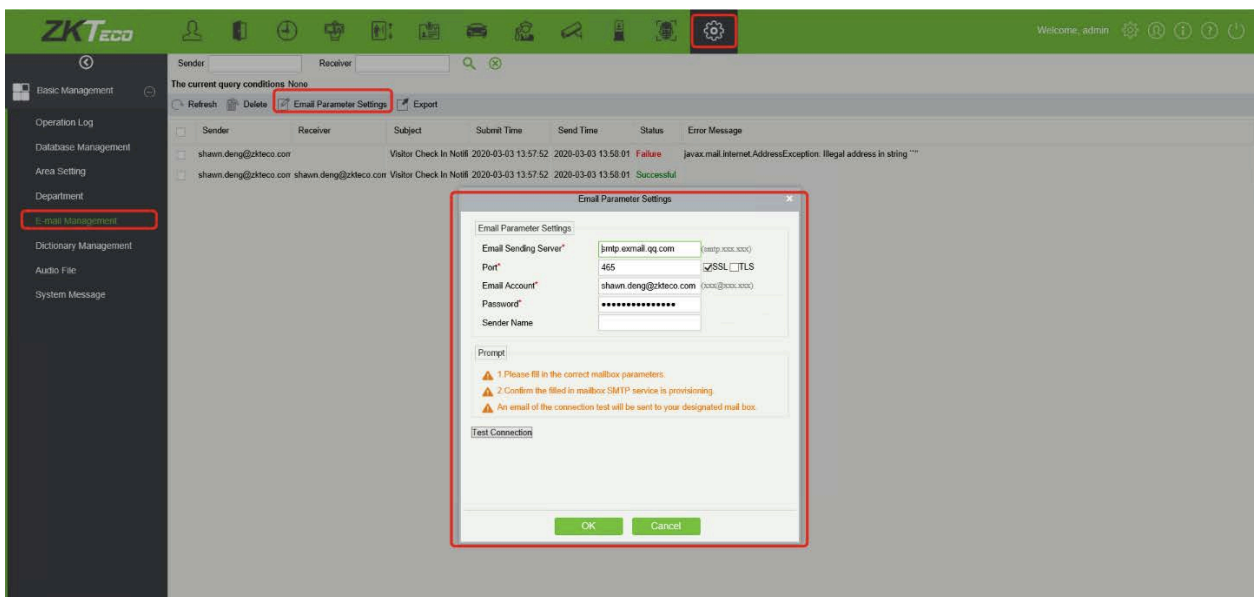 ZKTeco
Welcome, admin
Sender Receiver
The current query conditions None
Basic Management
Refresh Delete Email Parameter Settings Export
Operation Log
Database Management
Area Setting
Department
E-mail Management
Dictionary Management
Audio File
System Message
Sender Receiver Subject Submit Time Send Time Status Error Message
shawn.deng@zkteco.com Visitor Check In Notifi 2020-03-03 13:57:52 2020-03-03 13:58:01 Failure javax.mail.internet.AddressException: Illegal address in string ""
shawn.deng@zkteco.com shawn.deng@zkteco.com Visitor Check In Notifi 2020-03-03 13:57:52 2020-03-03 13:58:01 Successful
Email Parameter Settings
Email Parameter Settings
Email Sending Server* smtp.exmail.qq.com (smtp.xxx.xxx)
Port* 465 SSL TLS
Email Account* shawn.deng@zkteco.com (xxx@xxx.xxx)
Password* •••••••••••••••
Sender Name
Prompt
1.Please fill in the correct mailbox parameters.
2.Confirm the filled in mailbox SMTP service is provisioning.
An email of the connection test will be sent to your designated mail box.
Test Connection
OK Cancel